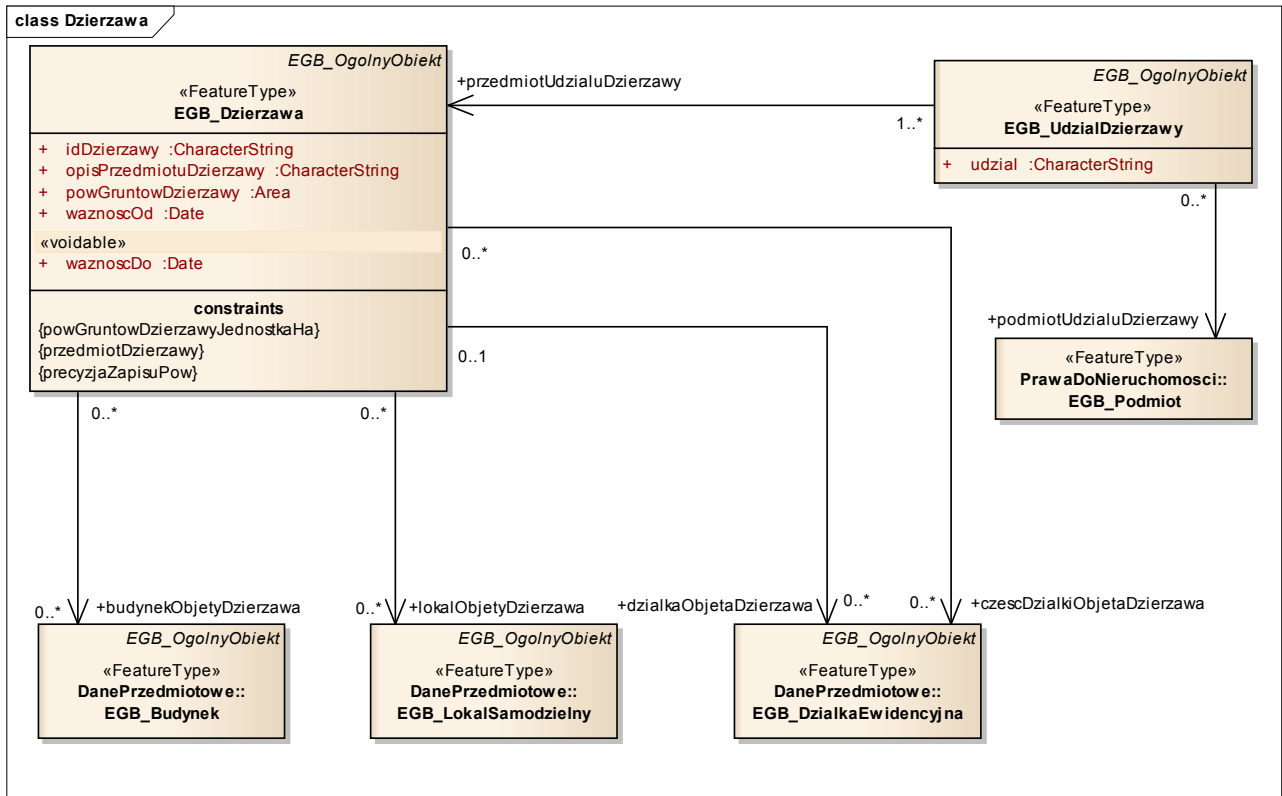 class Dzierzawa
EGB_OgolnyObiekt
«FeatureType»
EGB_Dzierzawa
+ idDzierzawy :CharacterString
+ opisPrzedmiotuDzierzawy :CharacterString
+ powGruntowDzierzawy :Area
+ waznoscOd :Date
«voidable»
+ waznoscDo :Date
constraints
{powGruntowDzierzawyJednostkaHa}
{przedmiotDzierzawy}
{precyzjaZapisuPow}
+przedmiotUdzialuDzierzawy
1..*
EGB_OgolnyObiekt
«FeatureType»
EGB_UdzialDzierzawy
+ udzial :CharacterString
0..*
+podmiotUdzialuDzierzawy
«FeatureType»
PrawaDoNieruchomosci::
EGB_Podmiot
0..*
0..1
0..*
0..*
0..*
+budynekObjetyDzierzawa
0..*
+lokalObjetyDzierzawa
+dzialkaObjetaDzierzawa
0..*
0..*
+czescDzialkiObjetaDzierzawa
EGB_OgolnyObiekt
«FeatureType»
DanePrzedmiotowe::
EGB_Budynek
EGB_OgolnyObiekt
«FeatureType»
DanePrzedmiotowe::
EGB_LokalSamodzielny
EGB_OgolnyObiekt
«FeatureType»
DanePrzedmiotowe::
EGB_DzialkaEwidencyjna